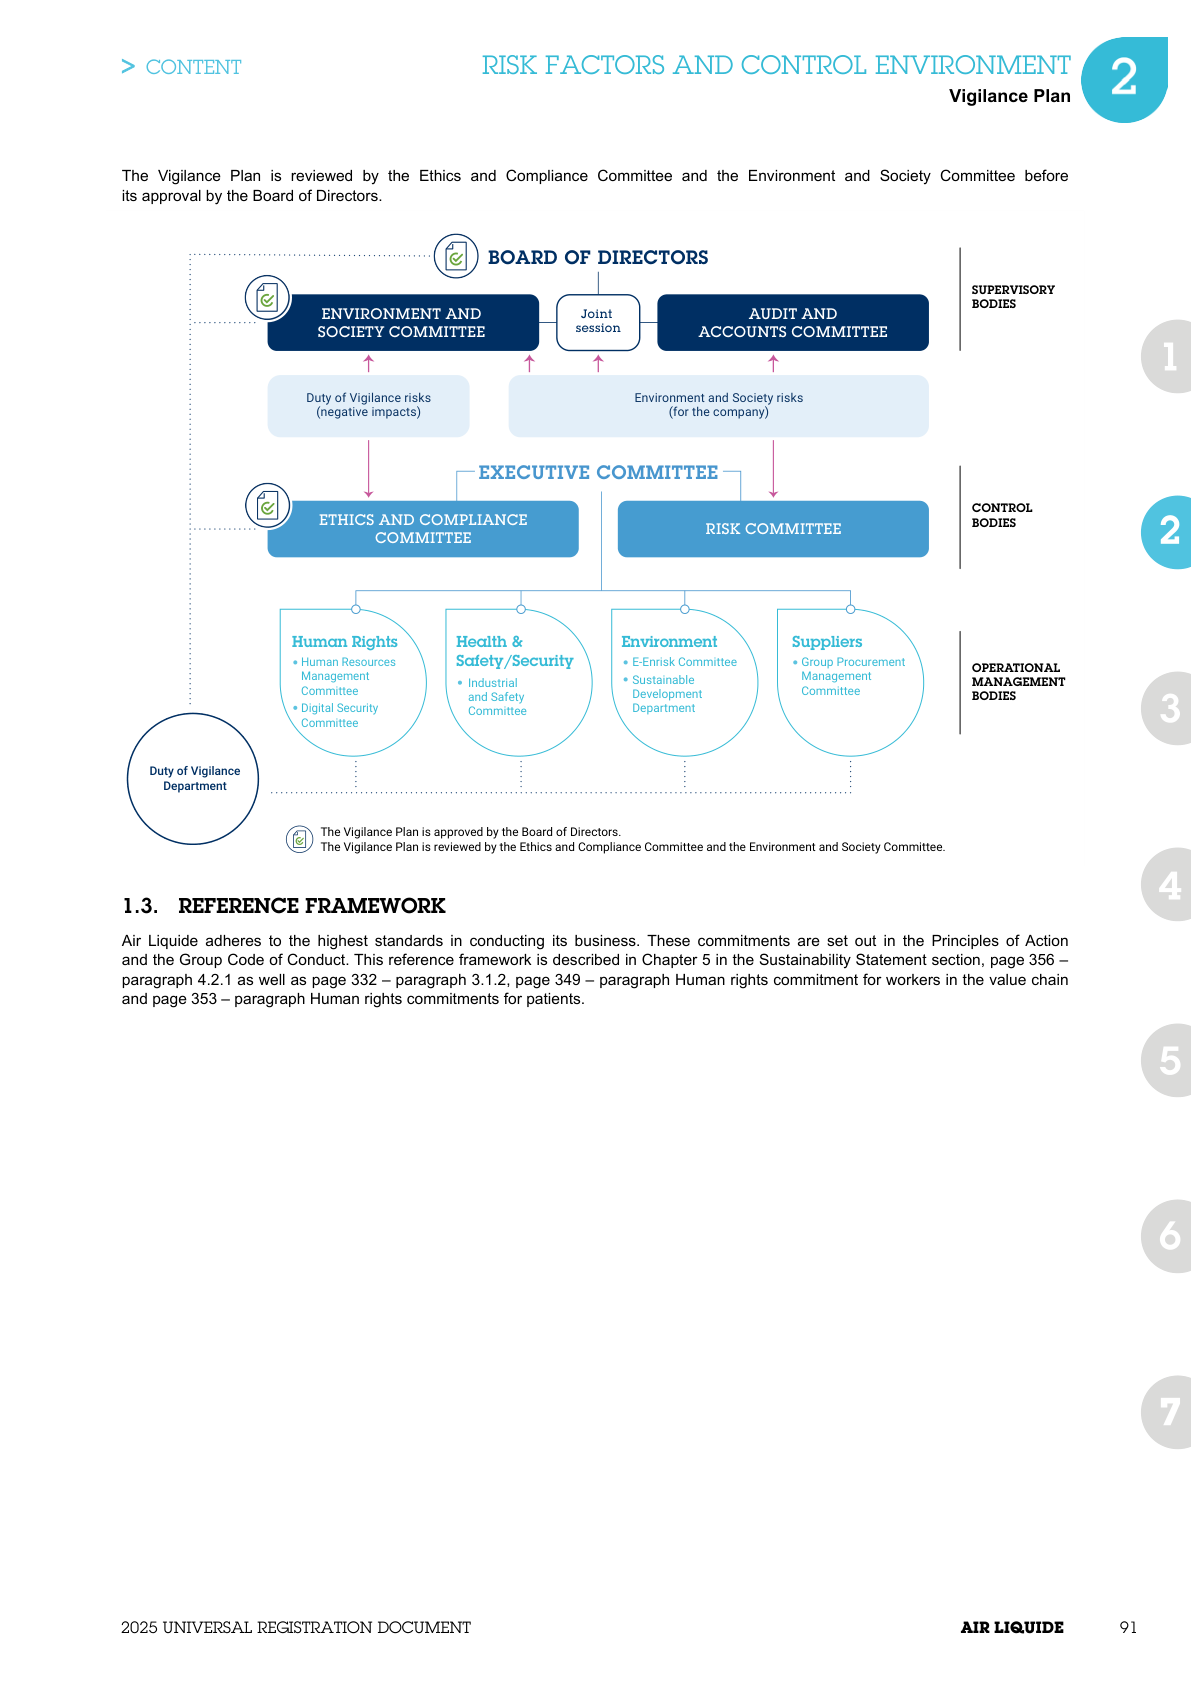 > CONTENT
RISK FACTORS AND CONTROL ENVIRONMENT
2
Vigilance Plan
The Vigilance Plan is reviewed by the Ethics and Compliance Committee and the Environment and Society Committee before
its approval by the Board of Directors.
BOARD OF DIRECTORS
SUPERVISORY
BODIES
ENVIRONMENT AND
SOCIETY COMMITTEE
Joint
session
AUDIT AND
ACCOUNTS COMMITTEE
1
Duty of Vigilance risks
(negative impacts)
Environment and Society risks
(for the company)
EXECUTIVE COMMITTEE
ETHICS AND COMPLIANCE
COMMITTEE
RISK COMMITTEE
CONTROL
BODIES
2
Human Rights
• Human Resources
Management
Committee
• Digital Security
Committee
Health &
Safety/Security
• Industrial
and Safety
Committee
Environment
• E-Enrisk Committee
• Sustainable
Development
Department
Suppliers
• Group Procurement
Management
Committee
OPERATIONAL
MANAGEMENT
BODIES
3
Duty of Vigilance
Department
The Vigilance Plan is approved by the Board of Directors.
The Vigilance Plan is reviewed by the Ethics and Compliance Committee and the Environment and Society Committee.
4
1.3. REFERENCE FRAMEWORK
Air Liquide adheres to the highest standards in conducting its business. These commitments are set out in the Principles of Action
and the Group Code of Conduct. This reference framework is described in Chapter 5 in the Sustainability Statement section, page 356 –
paragraph 4.2.1 as well as page 332 – paragraph 3.1.2, page 349 – paragraph Human rights commitment for workers in the value chain
and page 353 – paragraph Human rights commitments for patients.
5
6
7
2025 UNIVERSAL REGISTRATION DOCUMENT
AIR LIQUIDE
91